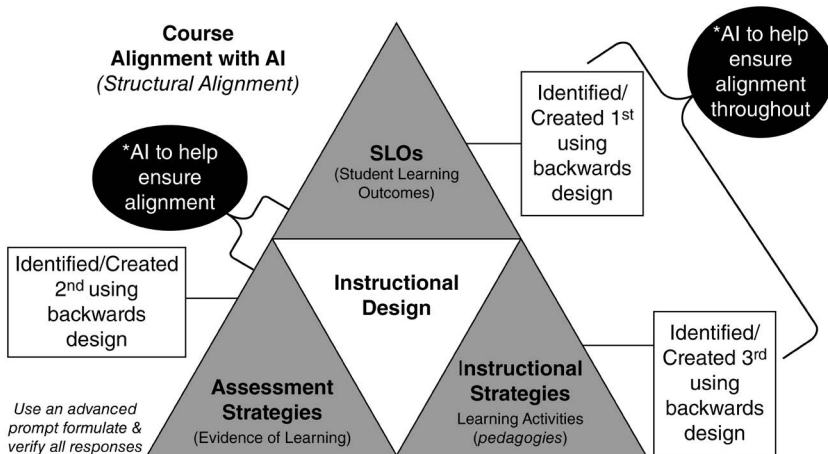 Course
Alignment with AI
(Structural Alignment)
*AI to help
ensure
alignment
throughout
Identified/
Created 1st
using
backwards
design
SLOs
(Student Learning
Outcomes)
*AI to help
ensure
alignment
Identified/Created
2nd using
backwards
design
Instructional
Design
Identified/
Created 3rd
using
backwards
design
Assessment
Strategies
(Evidence of Learning)
Instructional
Strategies
Learning Activities
(pedagogies)
Use an advanced
prompt formulate &
verify all responses